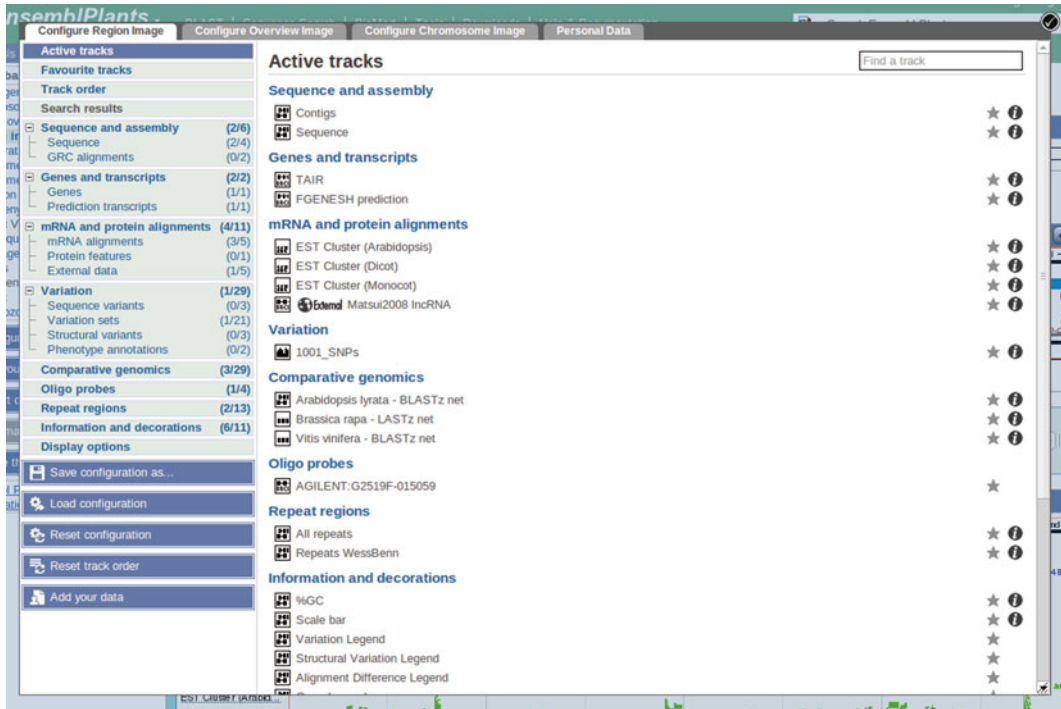 EnsemblPlants
Configure Region Image
Configure Overview Image
Configure Chromosome Image
Personal Data
Active tracks
Favourite tracks
Track order
Search results
Sequence and assembly (2/6)
Sequence (2/4)
GRC alignments (0/2)
Genes and transcripts (2/2)
Genes (1/1)
Prediction transcripts (1/1)
mRNA and protein alignments (4/11)
mRNA alignments (3/5)
Protein features (0/1)
External data (1/5)
Variation (1/29)
Sequence variants (0/3)
Variation sets (1/21)
Structural variants (0/3)
Phenotype annotations (0/2)
Comparative genomics (3/29)
Oligo probes (1/4)
Repeat regions (2/13)
Information and decorations (6/11)
Display options
Save configuration as...
Load configuration
Reset configuration
Reset track order
Add your data
Active tracks
Find a track
Sequence and assembly
Contigs
Sequence
Genes and transcripts
TAIR
FGENESH prediction
mRNA and protein alignments
EST Cluster (Arabidopsis)
EST Cluster (Dicot)
EST Cluster (Monocot)
External Matsui2008 lncRNA
Variation
1001_SNPs
Comparative genomics
Arabidopsis lyrata - BLASTz net
Brassica rapa - LASTz net
Vitis vinifera - BLASTz net
Oligo probes
AGILENT:G2519F-015059
Repeat regions
All repeats
Repeats WessBenn
Information and decorations
%GC
Scale bar
Variation Legend
Structural Variation Legend
Alignment Difference Legend
EST Cluster (Arabid...